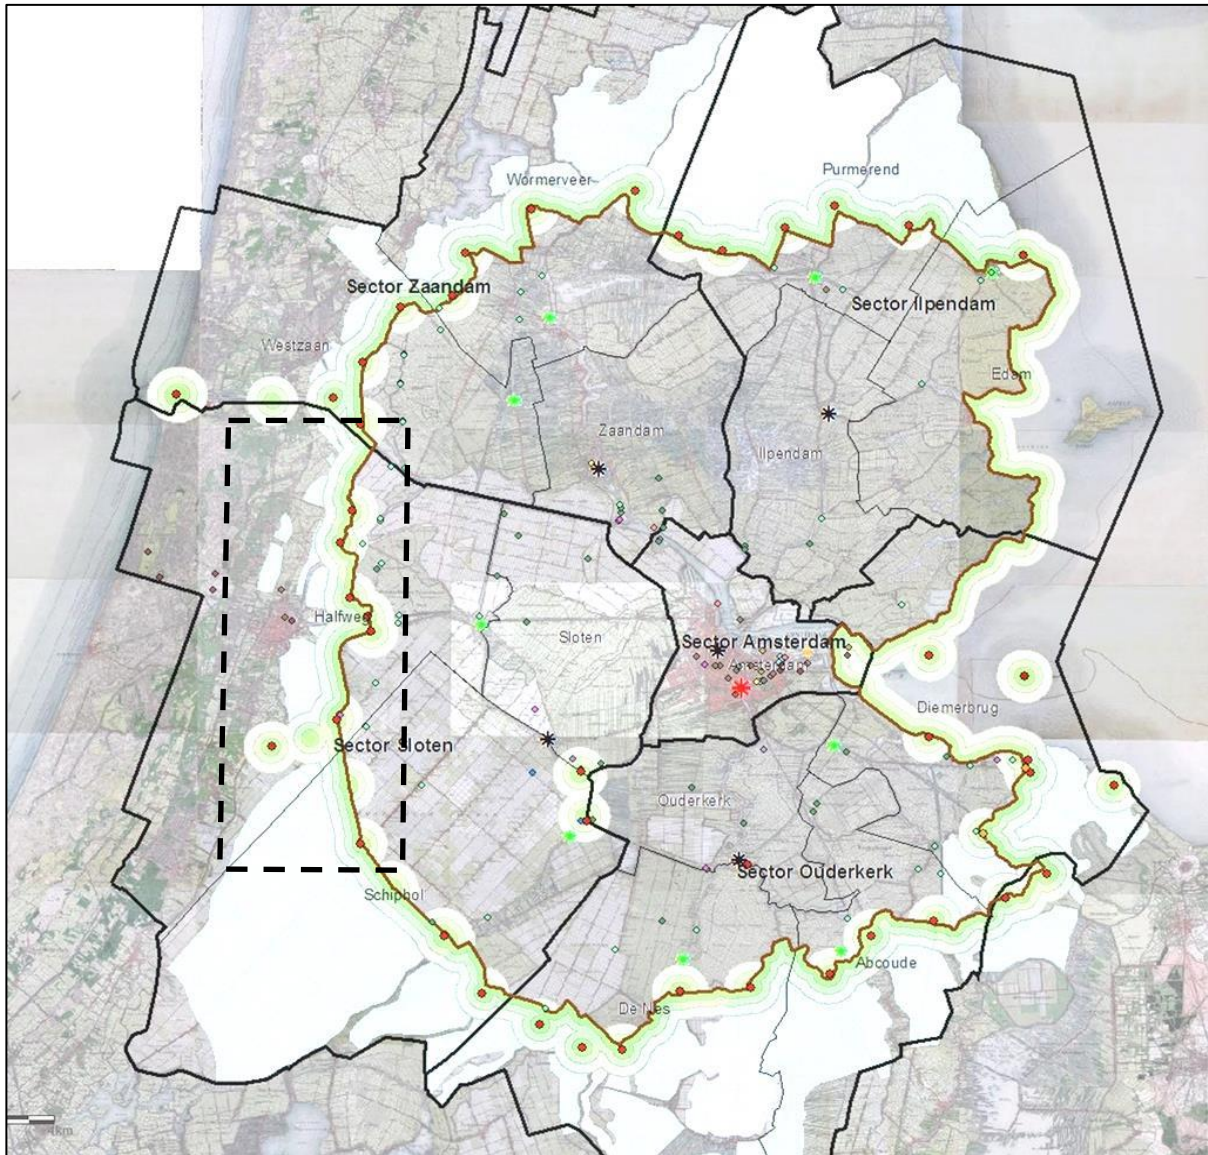 Purmerend
Wormerveer
Sector Zaandam
Sector Ilpendam
Westzaan
Edam
Zaandam
Ilpendam
Halfweg
Sloten
Sector Amsterdam
Amsterdam
Diemerbrug
Sector Sloten
Ouderkerk
Sector Ouderkerk
Schiphol
Abcoude
De Nes